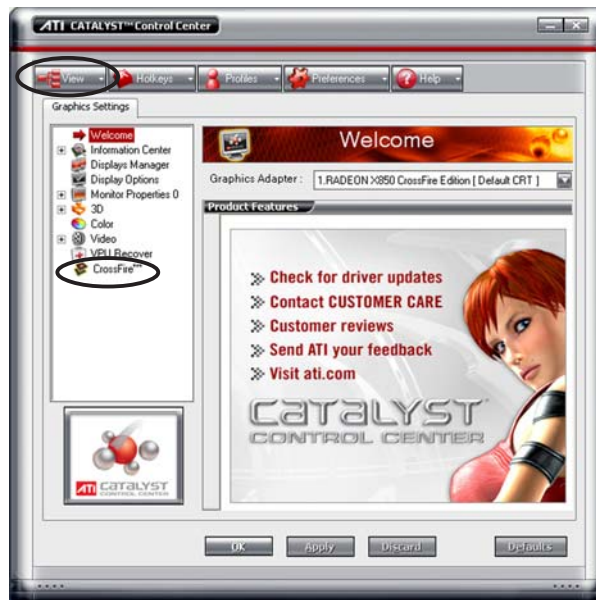 ATI CATALYST™ Control Center
View Hotkeys Profiles Preferences Help
Graphics Settings
Welcome
Information Center
Displays Manager
Display Options
Monitor Properties 0
3D
Color
Video
VPU Recover
CrossFire™
Welcome
Graphics Adapter : 1.RADEON X850 CrossFire Edition [ Default CRT ]
Product Features
Check for driver updates
Contact CUSTOMER CARE
Customer reviews
Send ATI your feedback
Visit ati.com
CATALYST
CONTROL CENTER
ATI CATALYST
CONTROL CENTER
OK Apply Discard Defaults